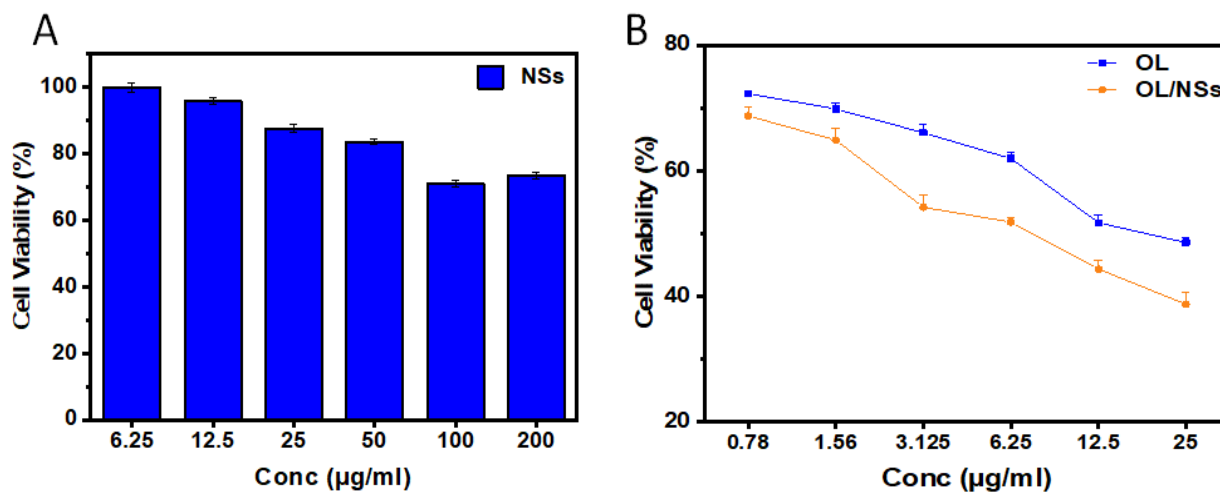 A
NSs
100
80
60
40
20
0
Cell Viability (%)
6.25 12.5 25 50 100 200
Conc (µg/ml)
B
OL
OL/NSs
80
60
40
20
Cell Viability (%)
0.78 1.56 3.125 6.25 12.5 25
Conc (µg/ml)